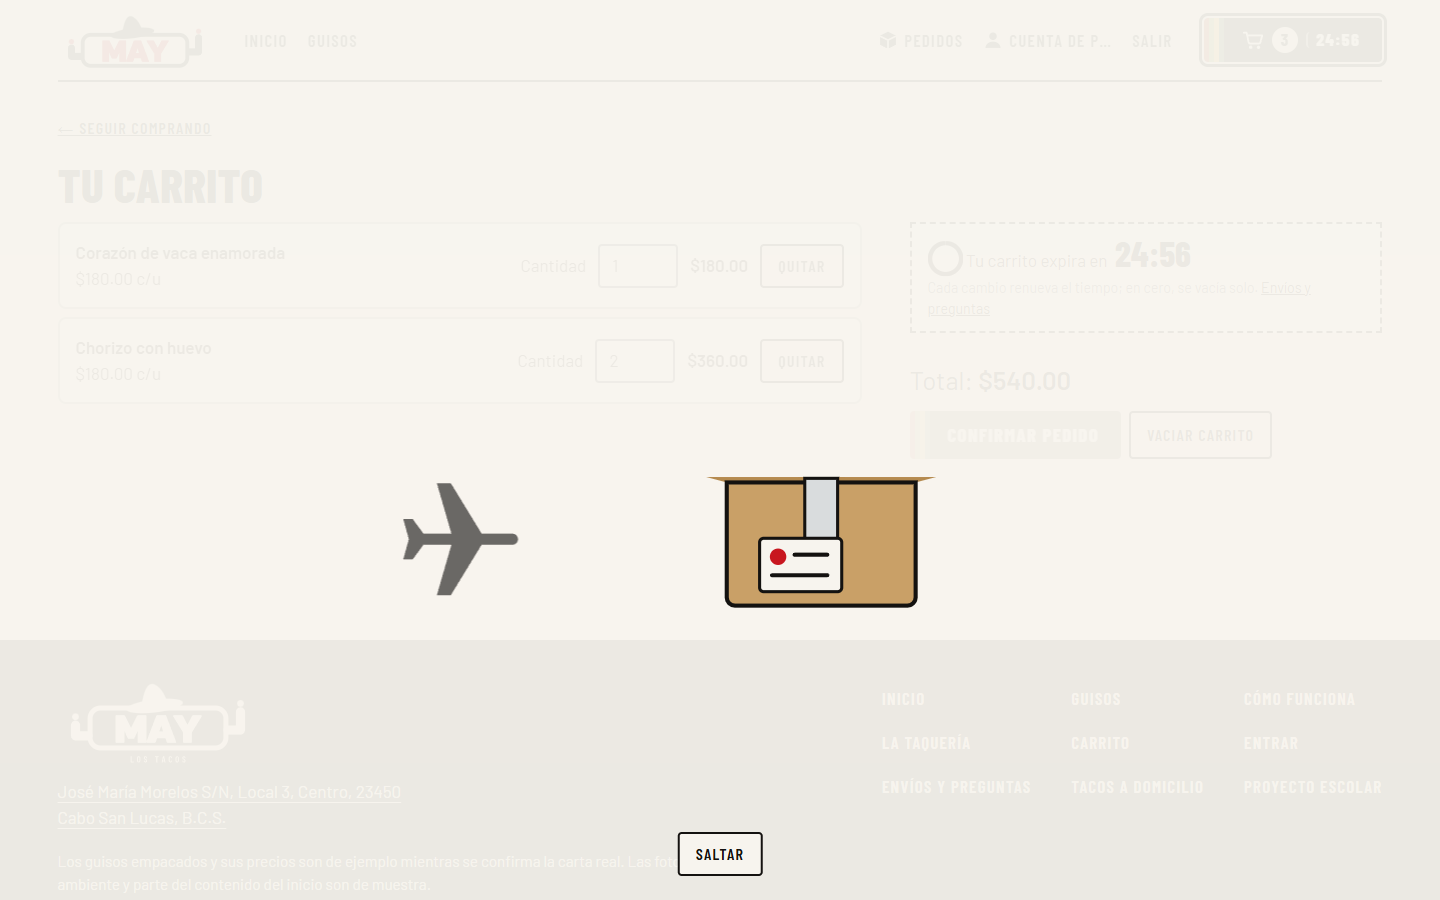 MAY
INICIO
GUISOS
PEDIDOS
CUENTA DE P...
SALIR
3
24:56
← SEGUIR COMPRANDO
TU CARRITO
Corazón de vaca enamorada
$180.00 c/u
Cantidad
1
$180.00
QUITAR
Chorizo con huevo
$180.00 c/u
Cantidad
2
$360.00
QUITAR
Tu carrito expira en 24:56
Cada cambio renueva el tiempo; en cero, se vacía solo. Envíos y
preguntas
Total: $540.00
CONFIRMAR PEDIDO
VACIAR CARRITO
MAY
LOS TACOS
José María Morelos S/N, Local 3, Centro, 23450
Cabo San Lucas, B.C.S.
INICIO
GUISOS
CÓMO FUNCIONA
LA TAQUERÍA
CARRITO
ENTRAR
ENVÍOS Y PREGUNTAS
TACOS A DOMICILIO
PROYECTO ESCOLAR
Los guisos empacados y sus precios son de ejemplo mientras se confirma la carta real. Las
ambiente y parte del contenido del inicio son de muestra.
SALTAR